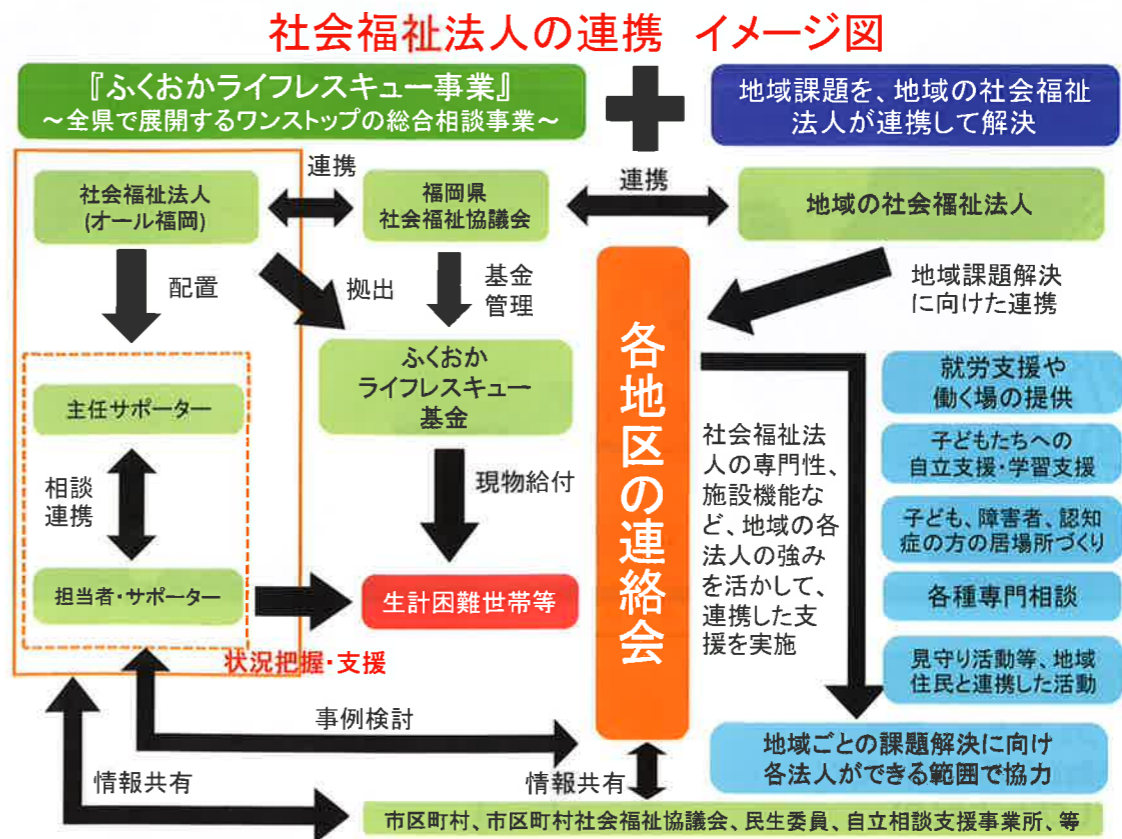 社会福祉法人の連携 イメージ図
『ふくおかライフレスキュー事業』
～全県で展開するワンストップの総合相談事業～
地域課題を、地域の社会福祉
法人が連携して解決
連携
社会福祉法人
(オール福岡)
福岡県
社会福祉協議会
連携
地域の社会福祉法人
配置
拠出
基金
管理
地域課題解決
に向けた連携
ふくおか
ライフレスキュー
基金
主任サポーター
相談
連携
現物給付
担当者・サポーター
生計困難世帯等
状況把握・支援
各地区の連絡会
社会福祉法
人の専門性、
施設機能な
ど、地域の各
法人の強み
を活かして、
連携した支
援を実施
就労支援や
働く場の提供
子どもたちへの
自立支援・学習支援
子ども、障害者、認知
症の方の居場所づくり
各種専門相談
見守り活動等、地域
住民と連携した活動
事例検討
地域ごとの課題解決に向け
各法人ができる範囲で協力
情報共有
情報共有
市区町村、市区町村社会福祉協議会、民生委員、自立相談支援事業所、等